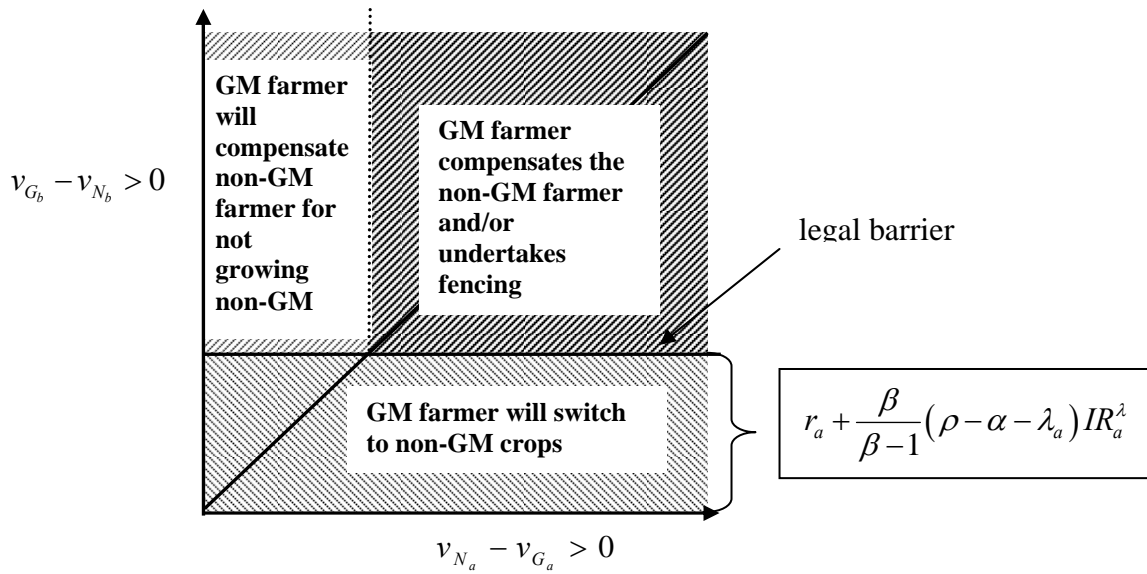 GM farmer
will
compensate
non-GM
farmer for
not
growing
non-GM
GM farmer
compensates the
non-GM farmer
and/or
undertakes
fencing
v_{G_b} − v_{N_b} > 0
legal barrier
GM farmer will switch
to non-GM crops
r_a + \frac{β}{β−1} (ρ − α − λ_a) IR_a^λ
v_{N_a} − v_{G_a} > 0